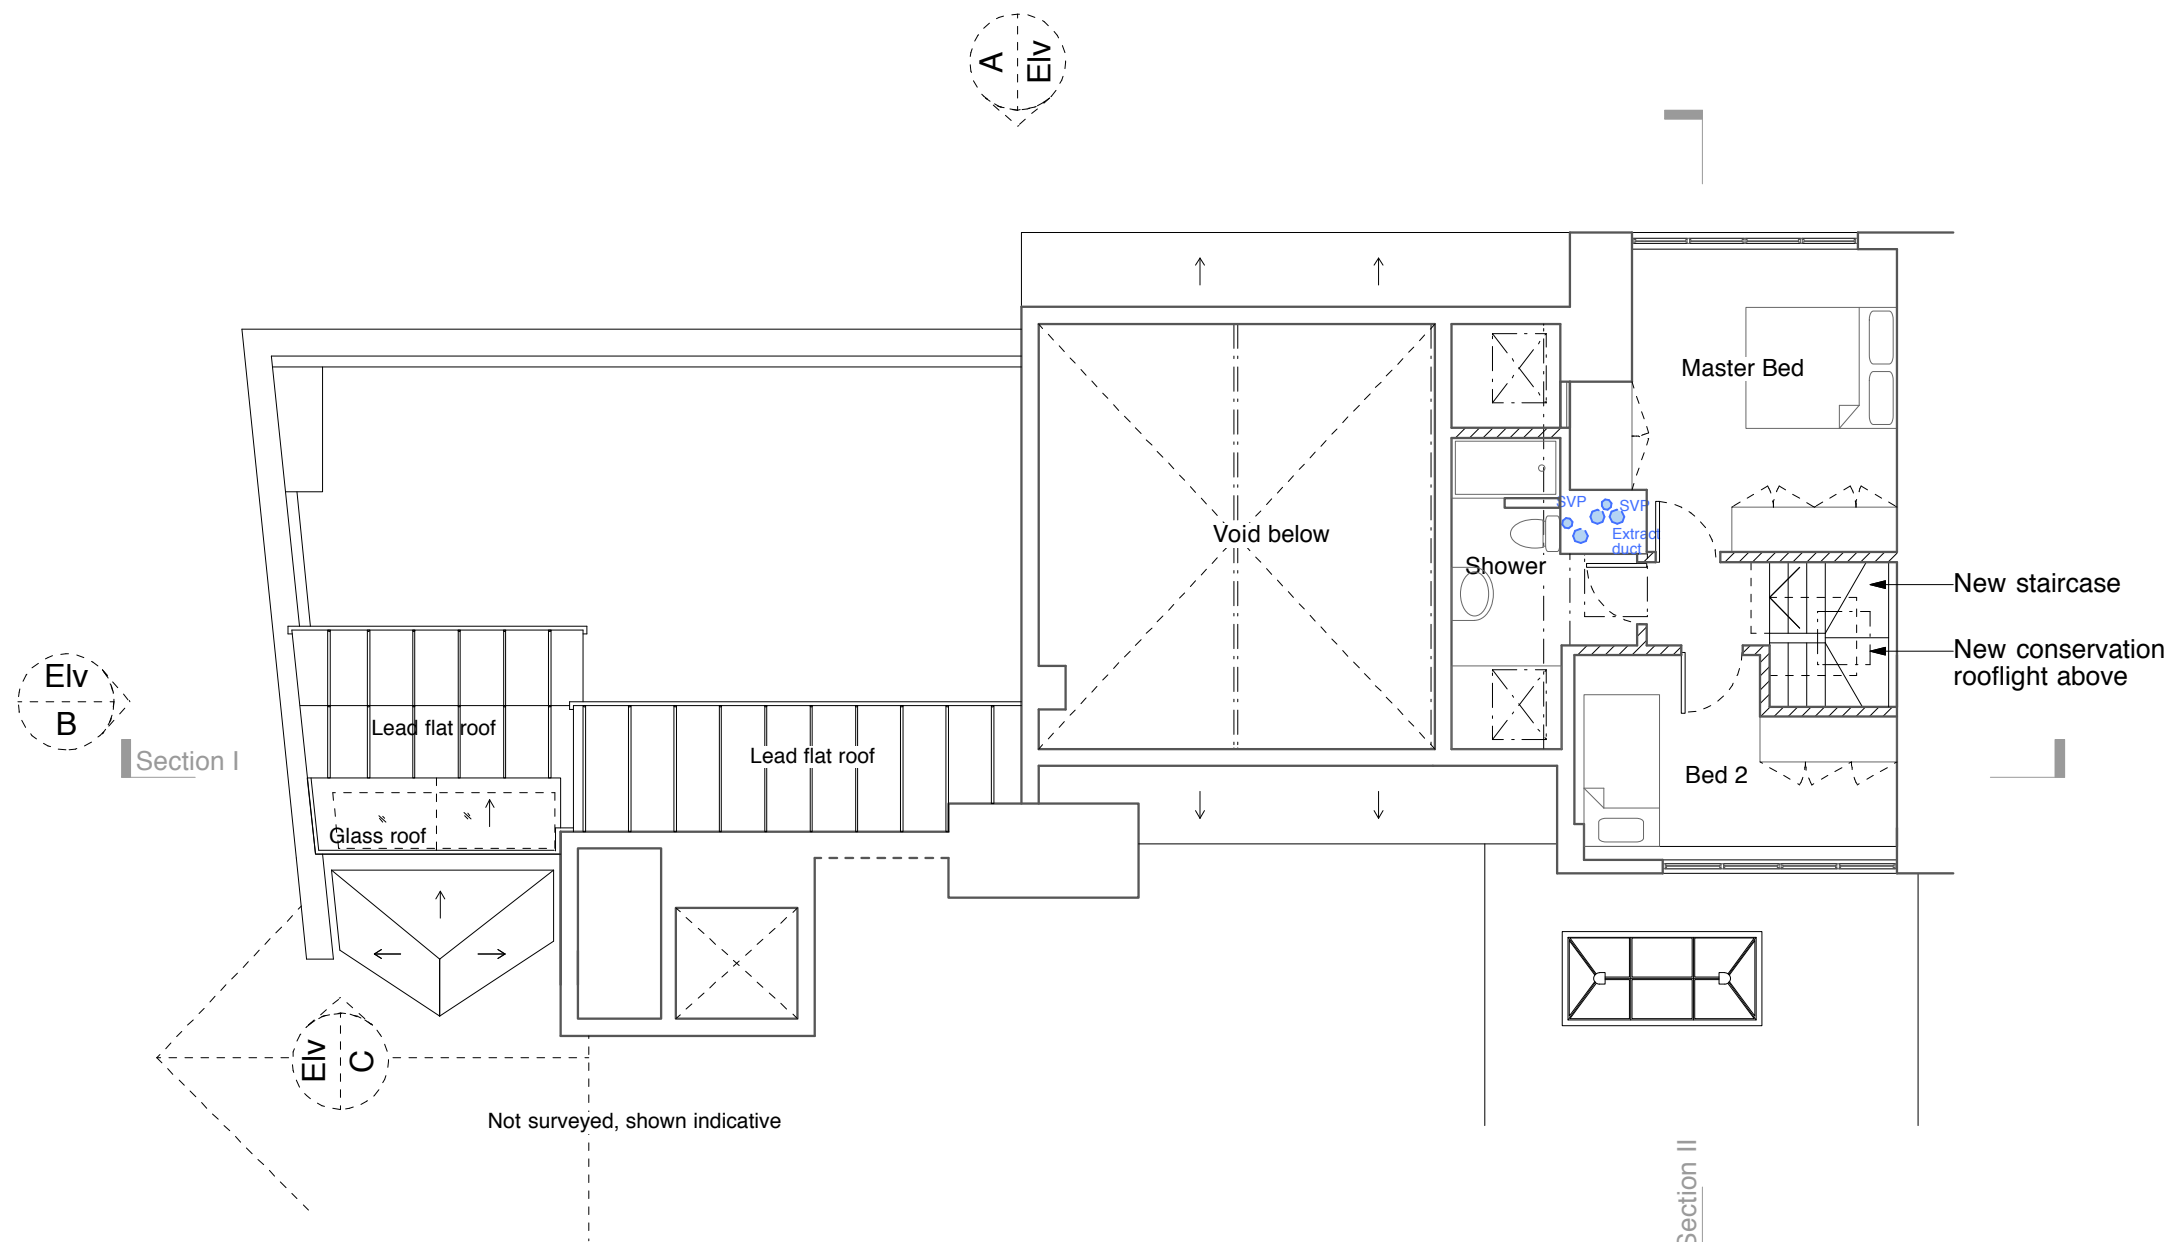 A
Elv
Master Bed
SVP
SVP
Extract
duct
Void below
Shower
New staircase
New conservation
rooflight above
Elv
B
Section I
Lead flat roof
Lead flat roof
Bed 2
Glass roof
Elv
C
Not surveyed, shown indicative
Section II